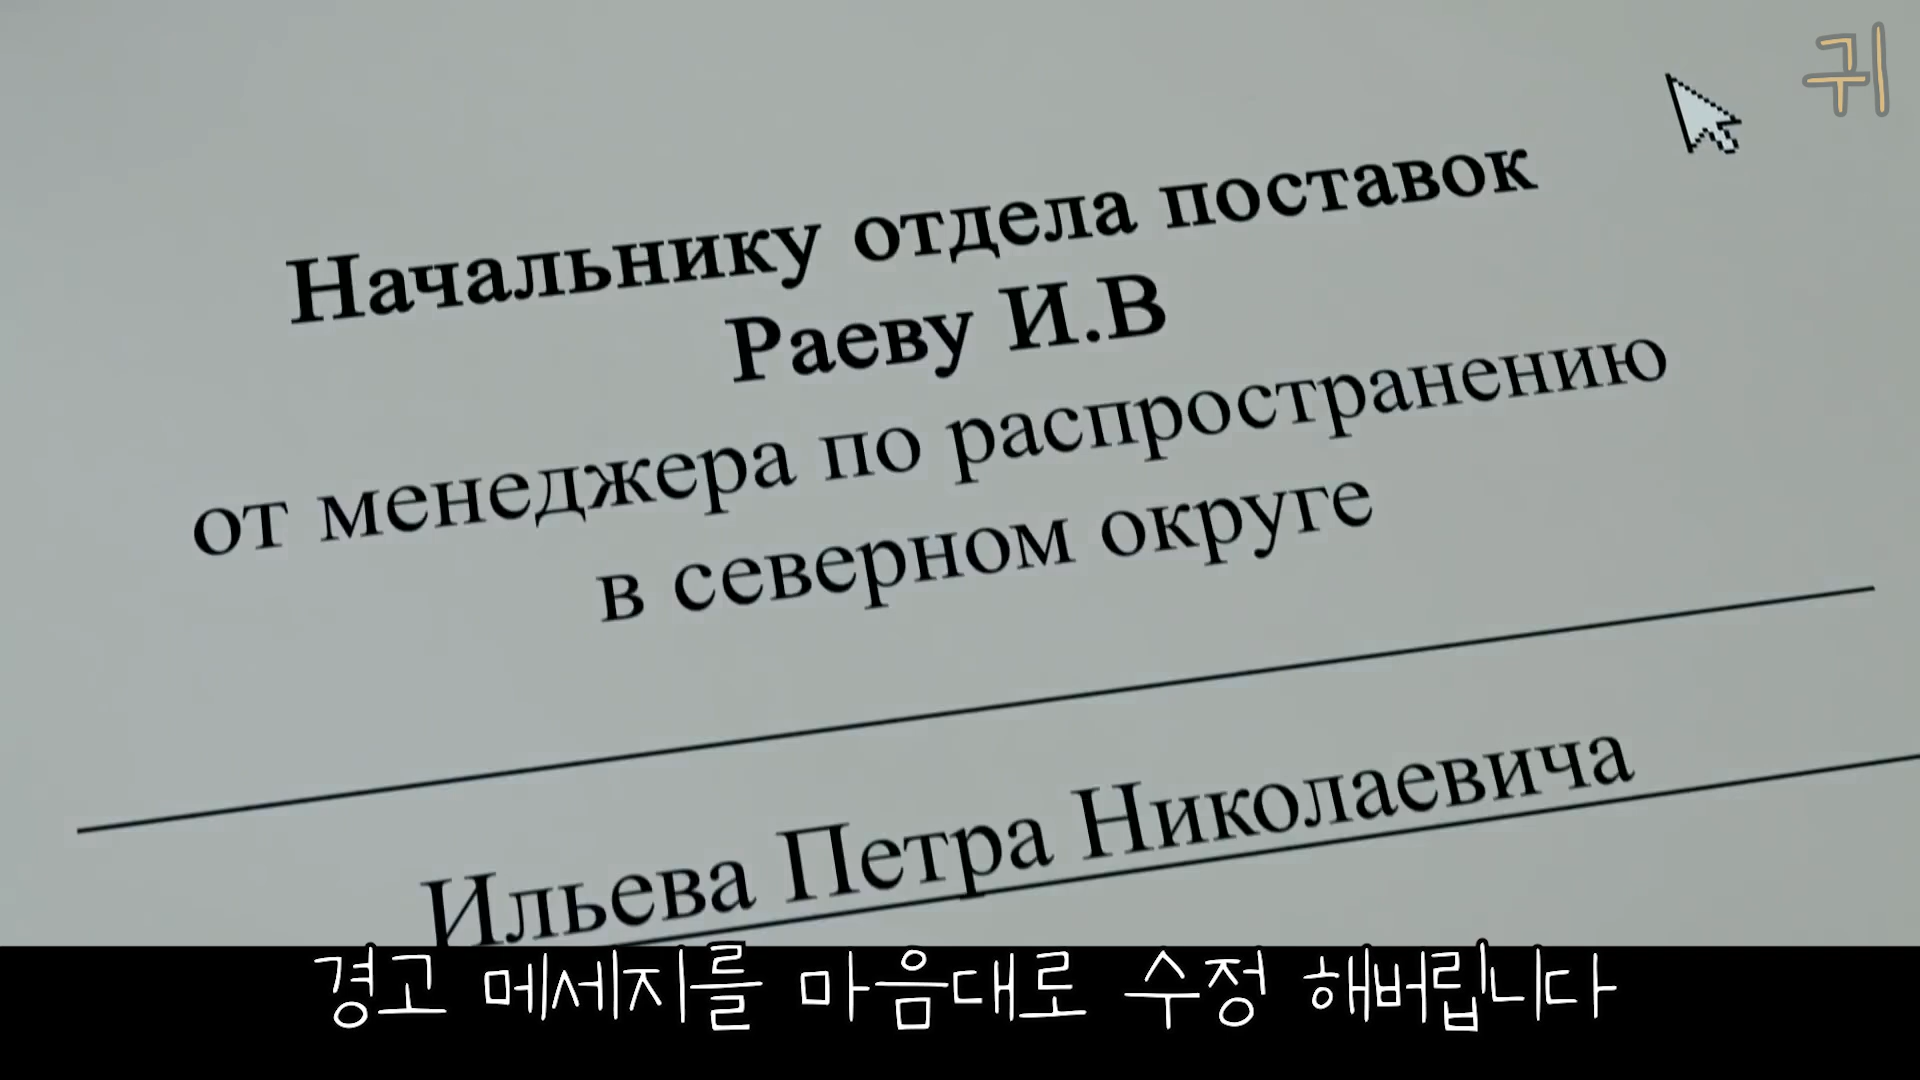 귀
Начальнику отдела поставок
Раеву И.В
от менеджера по распространению
в северном округе
Ильева Петра Николаевича
경고 메세지를 마음대로 수정 해버립니다